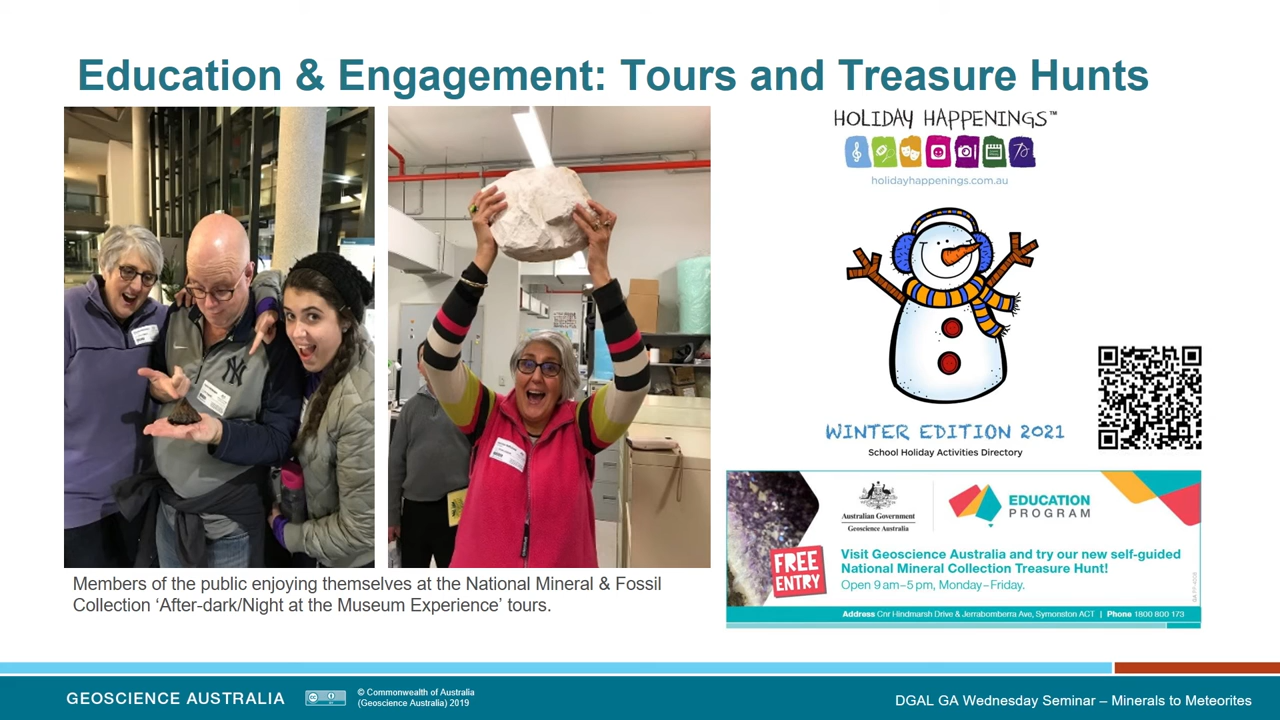 Education & Engagement: Tours and Treasure Hunts
HOLIDAY HAPPENINGS™
holidayhappenings.com.au
WINTER EDITION 2021
School Holiday Activities Directory
Australian Government
Geoscience Australia
EDUCATION
PROGRAM
FREE
ENTRY
Visit Geoscience Australia and try our new self-guided
National Mineral Collection Treasure Hunt!
Open 9 am–5 pm, Monday–Friday.
Address Cnr Hindmarsh Drive & Jerrabomberra Ave, Symonston ACT | Phone 1800 800 173
Members of the public enjoying themselves at the National Mineral & Fossil
Collection ‘After-dark/Night at the Museum Experience’ tours.
GEOSCIENCE AUSTRALIA
© Commonwealth of Australia
(Geoscience Australia) 2019
DGAL GA Wednesday Seminar – Minerals to Meteorites